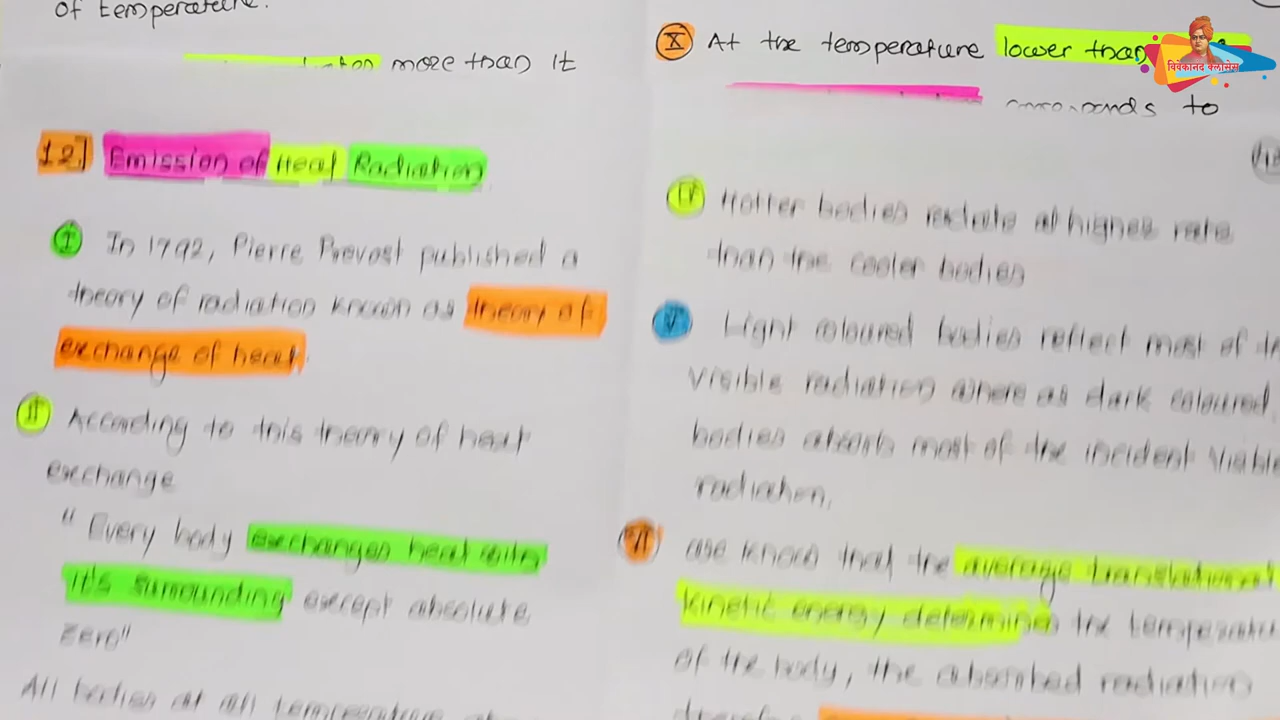 of temperature.
more than it
12] Emission of Heat Radiation
I In 1792, Pierre Prevost published a
theory of radiation known as theory of
exchange of heat.
II According to this theory of heat
exchange
" Every body exchanges heat with
it's surrounding except absolute
zero"
All bodies at all temperature
X At the temperature lower than
to
IV Hotter bodies radiate at higher rate
than the cooler bodies
V Light coloured bodies reflect most of
visible radiation where as dark coloured
bodies absorb most of the incident visible
radiation.
VI we know that the average translational
kinetic energy determines the temperature
of the body, the absorbed radiation
therefore
विवेकानंद क्लासेस